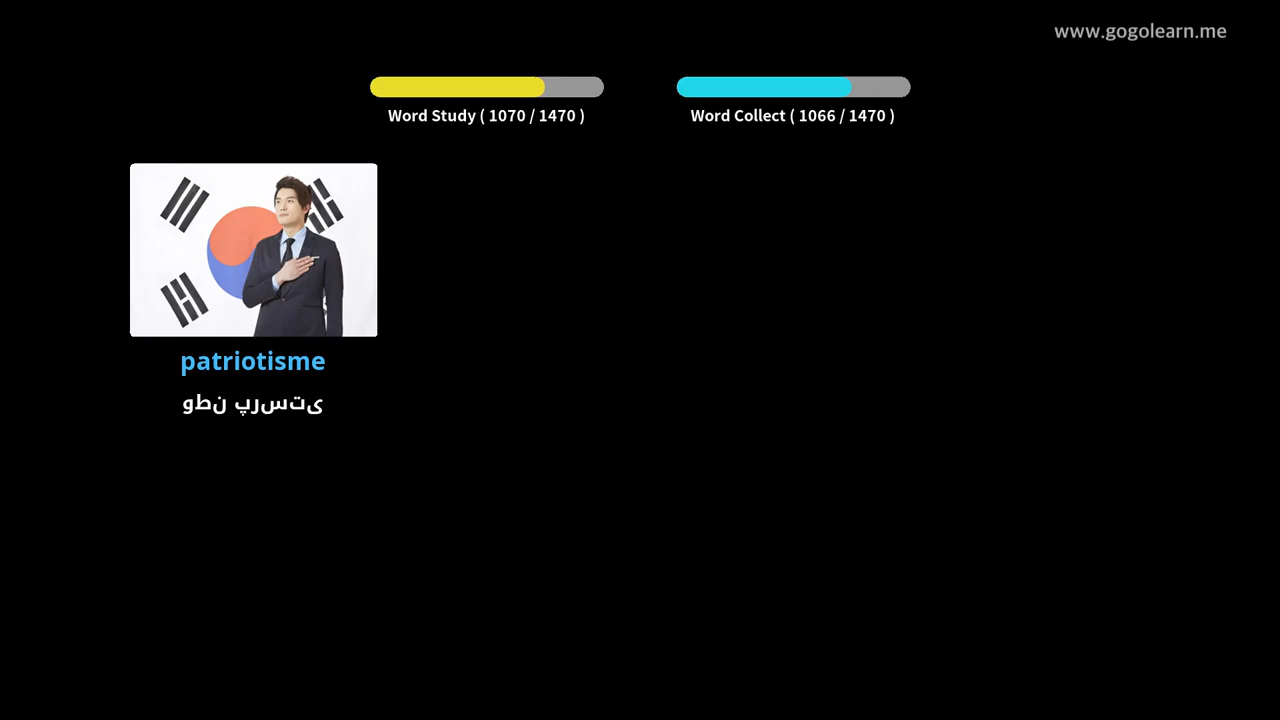 www.gogolearn.me
Word Study ( 1070 / 1470 )
Word Collect ( 1066 / 1470 )
patriotisme
وطن پرستی